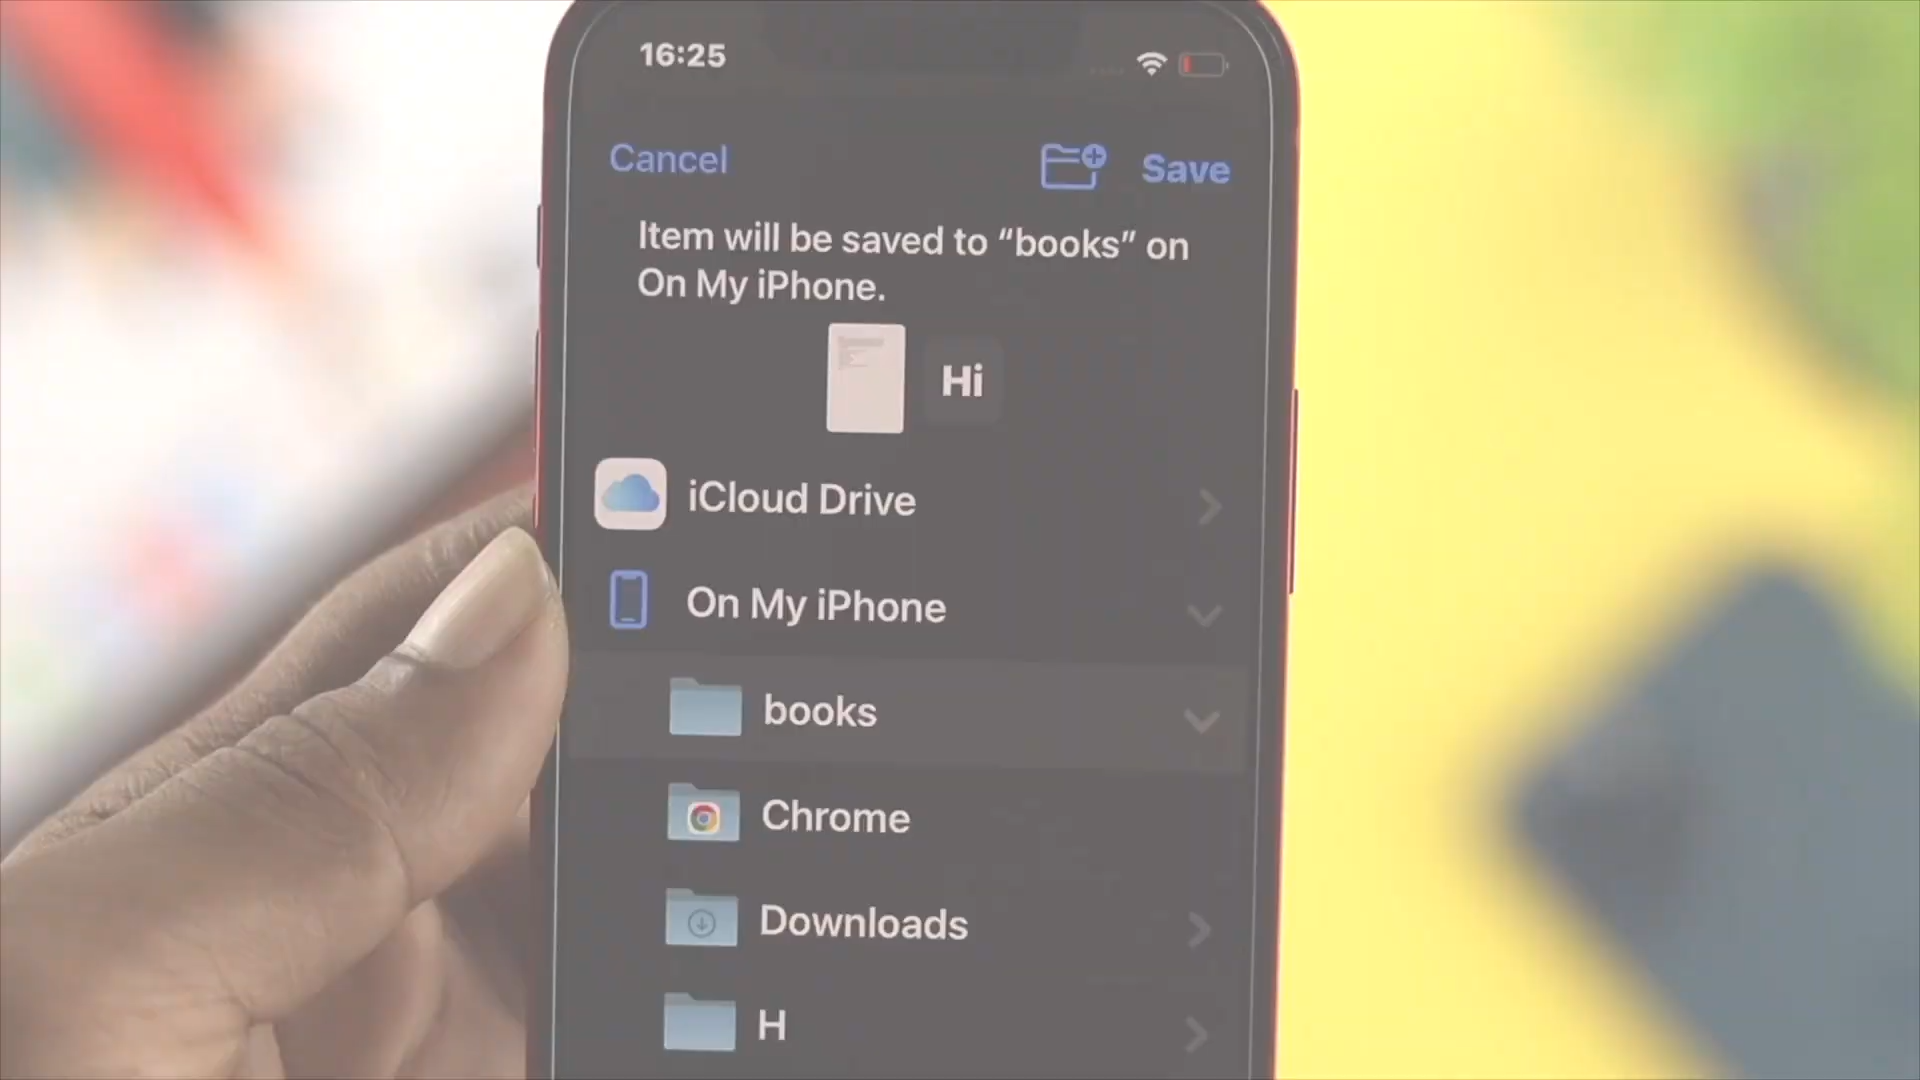 16:25
Cancel
Save
Item will be saved to “books” on
On My iPhone.
Hi
iCloud Drive
On My iPhone
books
Chrome
Downloads
H